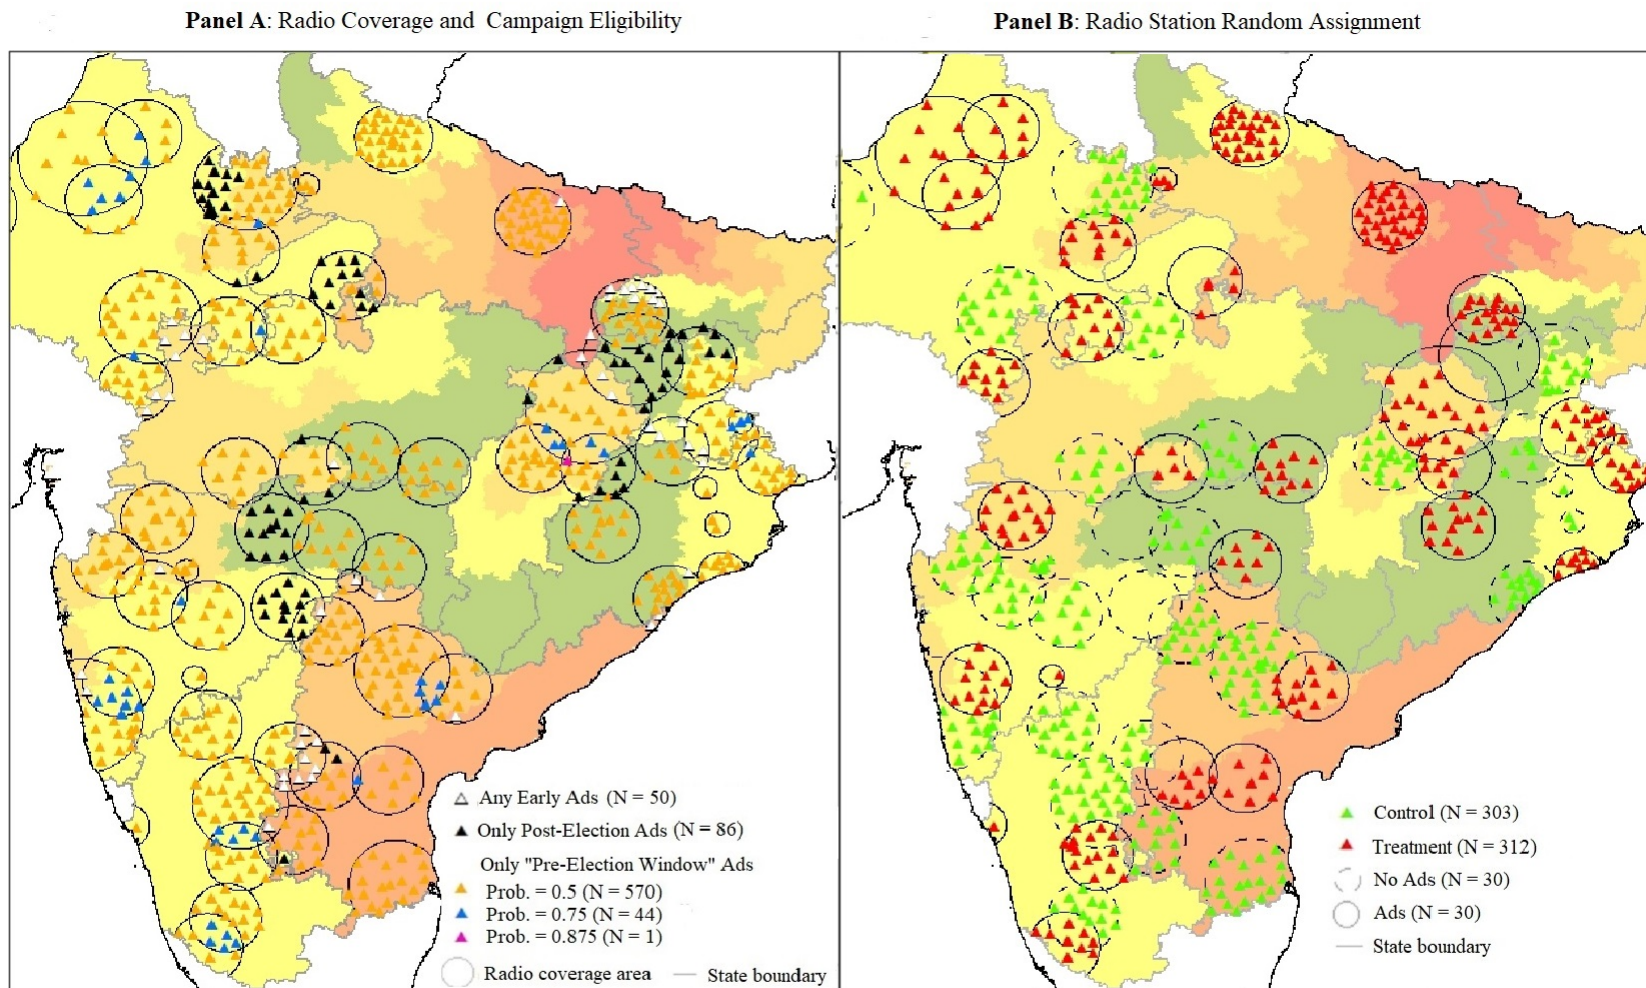 Panel A: Radio Coverage and Campaign Eligibility
Panel B: Radio Station Random Assignment
Any Early Ads (N = 50)
Only Post-Election Ads (N = 86)
Only "Pre-Election Window" Ads
Prob. = 0.5 (N = 570)
Prob. = 0.75 (N = 44)
Prob. = 0.875 (N = 1)
Radio coverage area
State boundary
Control (N = 303)
Treatment (N = 312)
No Ads (N = 30)
Ads (N = 30)
State boundary